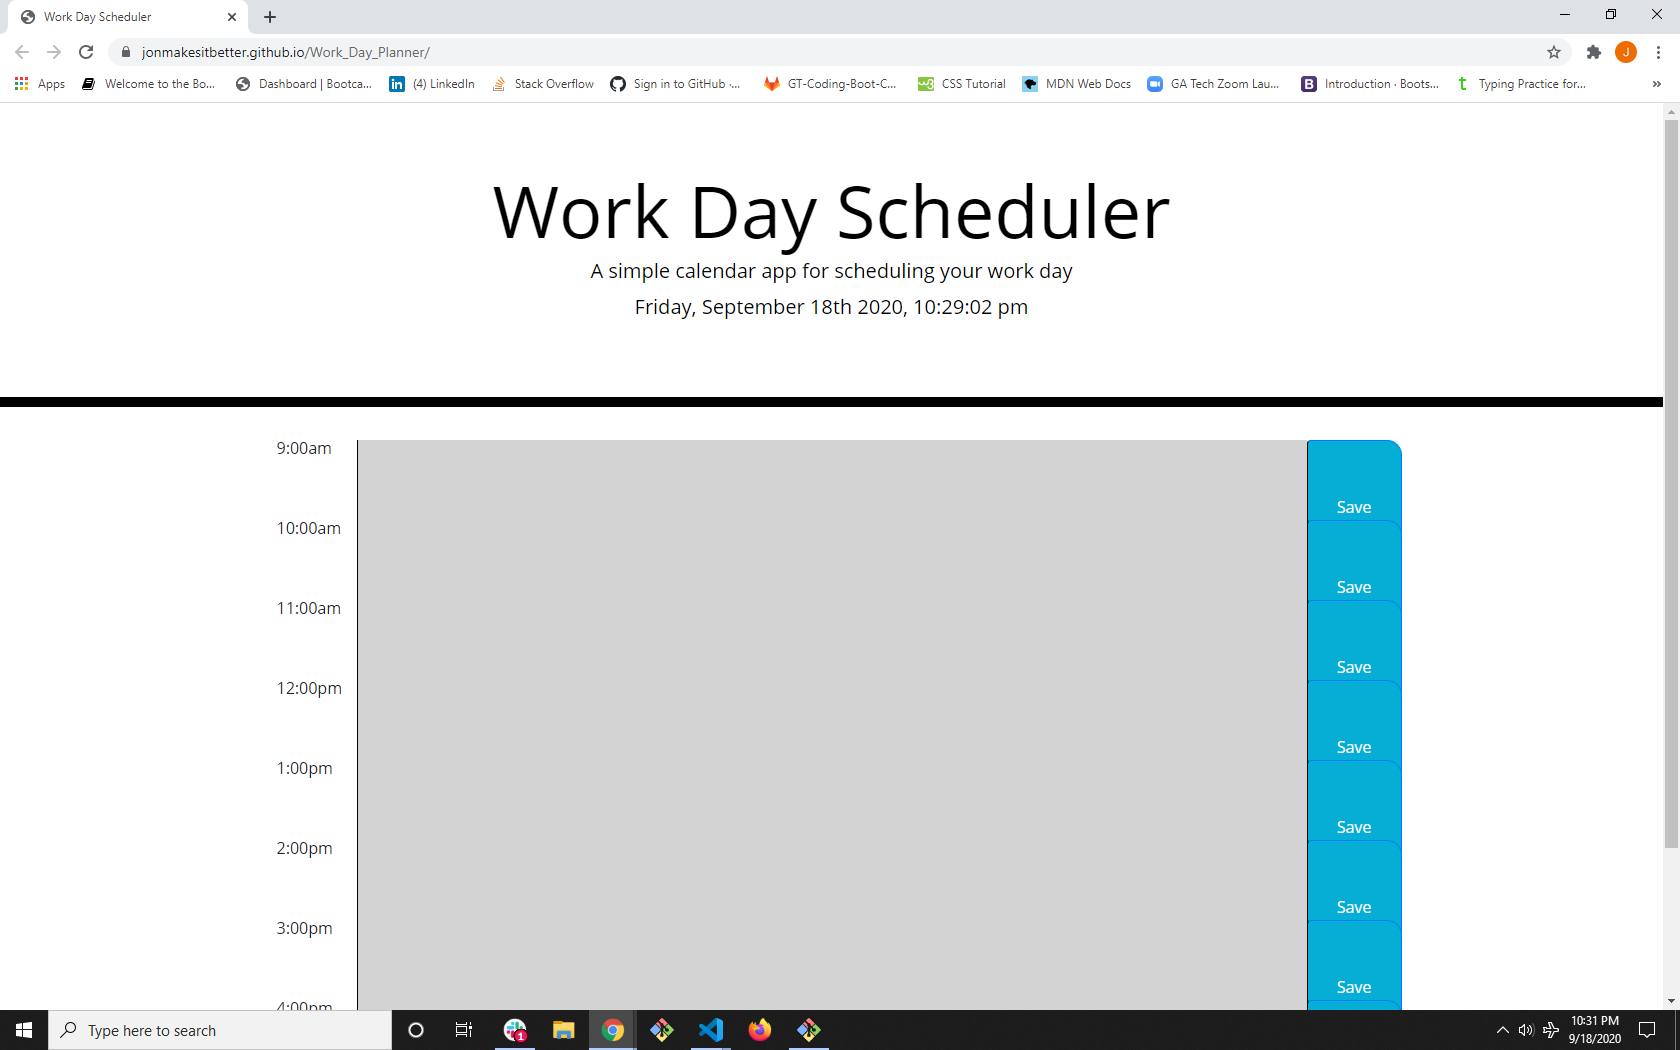 Work Day Scheduler
jonmakesitbetter.github.io/Work_Day_Planner/
J
Apps
Welcome to the Bo...
Dashboard | Bootca...
(4) LinkedIn
Stack Overflow
Sign in to GitHub ·...
GT-Coding-Boot-C...
CSS Tutorial
MDN Web Docs
GA Tech Zoom Lau...
Introduction · Boots...
Typing Practice for...
Work Day Scheduler
A simple calendar app for scheduling your work day
Friday, September 18th 2020, 10:29:02 pm
9:00am
Save
10:00am
Save
11:00am
Save
12:00pm
Save
1:00pm
Save
2:00pm
Save
3:00pm
Save
4:00pm
Type here to search
1
10:31 PM
9/18/2020